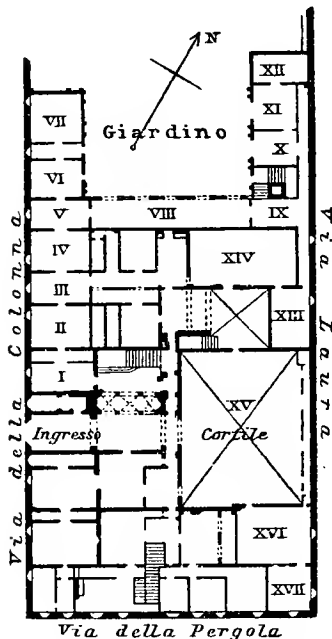 N
XII
XI
VII
Giardino
X
VI
V
VIII
IX
IV
XIV
III
II
XIII
I
XV
Ingresso
Cortile
XVI
XVII
Via della Colonna
Via Laura
Via della Pergola